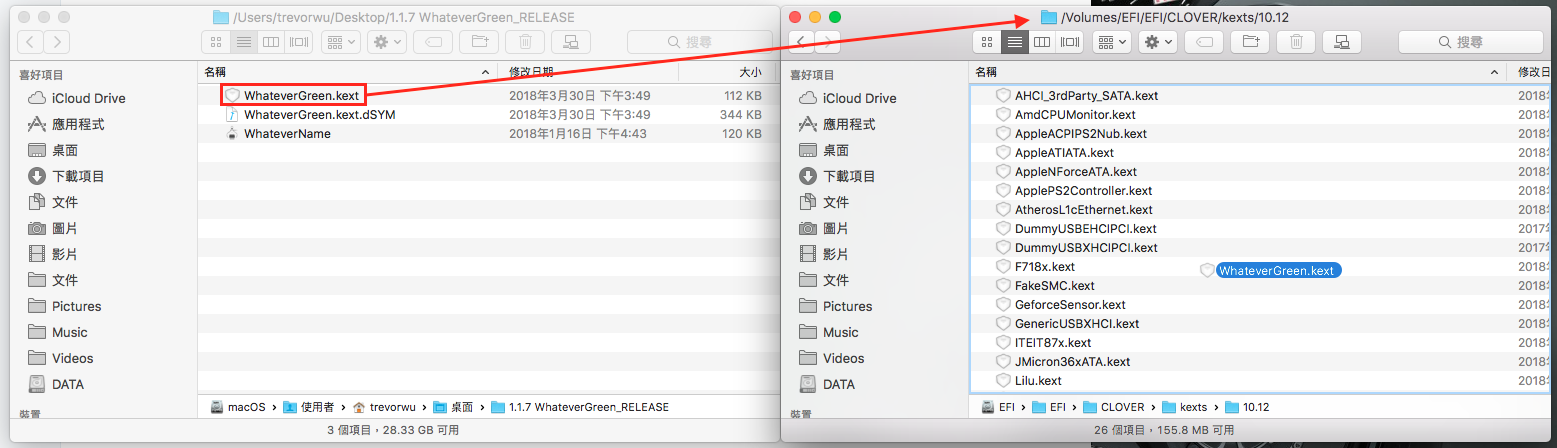 /Users/trevorwu/Desktop/1.1.7 WhateverGreen_RELEASE
搜尋
喜好項目
iCloud Drive
應用程式
桌面
下載項目
文件
圖片
影片
文件
Pictures
Music
Videos
DATA
裝置
名稱 修改日期 大小
WhateverGreen.kext 2018年3月30日 下午3:49 112 KB
WhateverGreen.kext.dSYM 2018年3月30日 下午3:49 344 KB
WhateverName 2018年1月16日 下午4:43 120 KB
macOS › 使用者 › trevorwu › 桌面 › 1.1.7 WhateverGreen_RELEASE
3 個項目，28.33 GB 可用
/Volumes/EFI/EFI/CLOVER/kexts/10.12
搜尋
喜好項目
iCloud Drive
應用程式
桌面
下載項目
文件
圖片
影片
文件
Pictures
Music
Videos
DATA
裝置
名稱 修改日
AHCI_3rdParty_SATA.kext 2018
AmdCPUMonitor.kext 2018
AppleACPIPS2Nub.kext 2018
AppleATIATA.kext 2018
AppleNForceATA.kext 2018
ApplePS2Controller.kext 2018
AtherosL1cEthernet.kext 2018
DummyUSBEHCIPCI.kext 2017
DummyUSBXHCIPCI.kext 2017
F718x.kext 2018
WhateverGreen.kext
FakeSMC.kext 2018
GeforceSensor.kext 2018
GenericUSBXHCI.kext 2018
ITEIT87x.kext 2018
JMicron36xATA.kext 2018
Lilu.kext 2018
EFI › EFI › CLOVER › kexts › 10.12
26 個項目，155.8 MB 可用